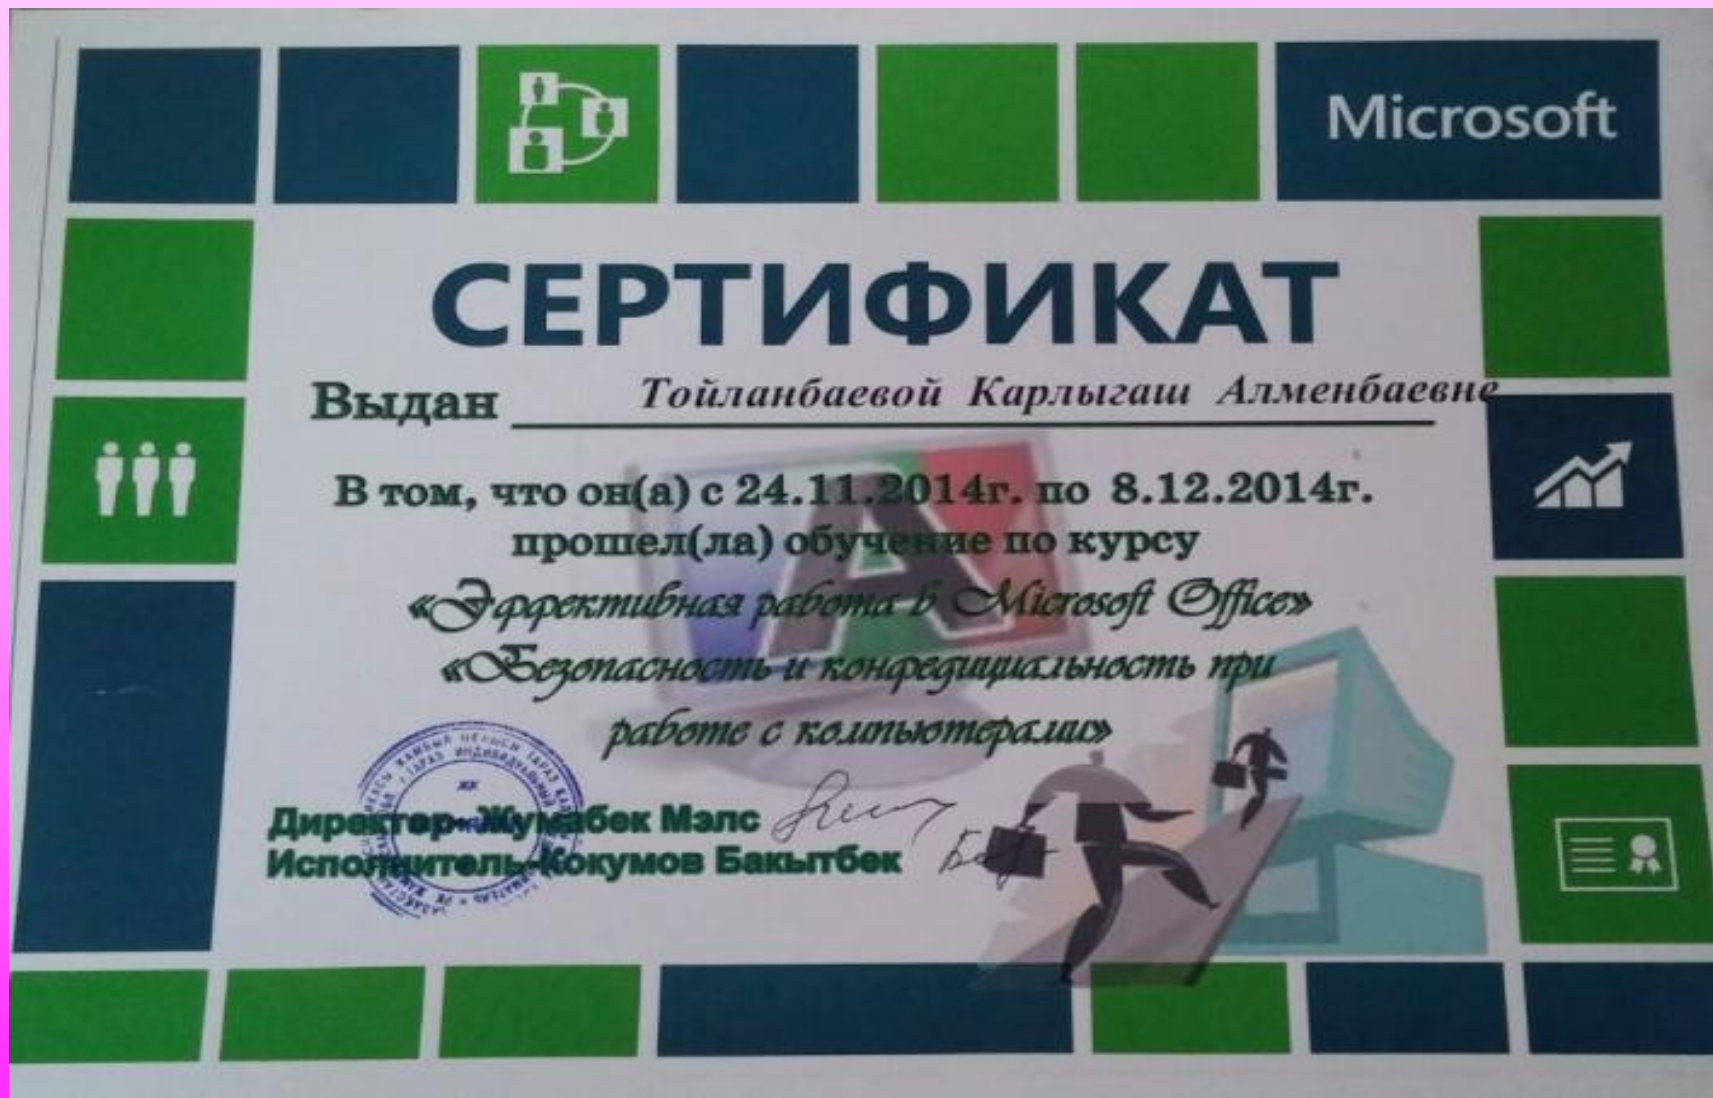 Microsoft
СЕРТИФИКАТ
Выдан Тойланбаевой Карлыгаш Алменбаевне
В том, что он(а) с 24.11.2014г. по 8.12.2014г.
прошел(ла) обучение по курсу
«Эффективная работа в Microsoft Office»
«Безопасность и конфедициальность при
работе с компьютерами»
Директор-Жумабек Мэлс
Исполнитель-Кокумов Бакытбек